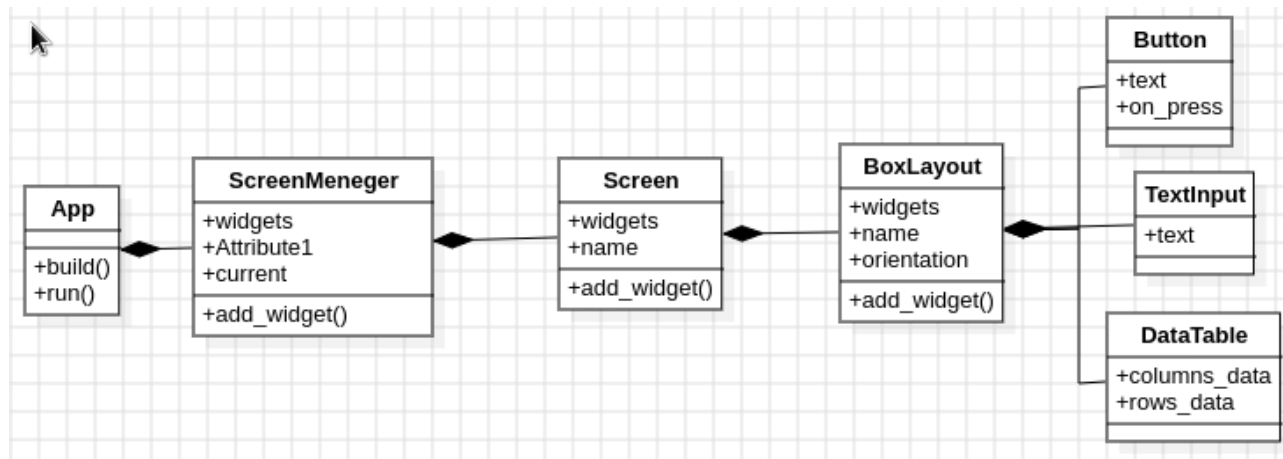 App
+build()
+run()
ScreenMeneger
+widgets
+Attribute1
+current
+add_widget()
Screen
+widgets
+name
+add_widget()
BoxLayout
+widgets
+name
+orientation
+add_widget()
Button
+text
+on_press
TextInput
+text
DataTable
+columns_data
+rows_data